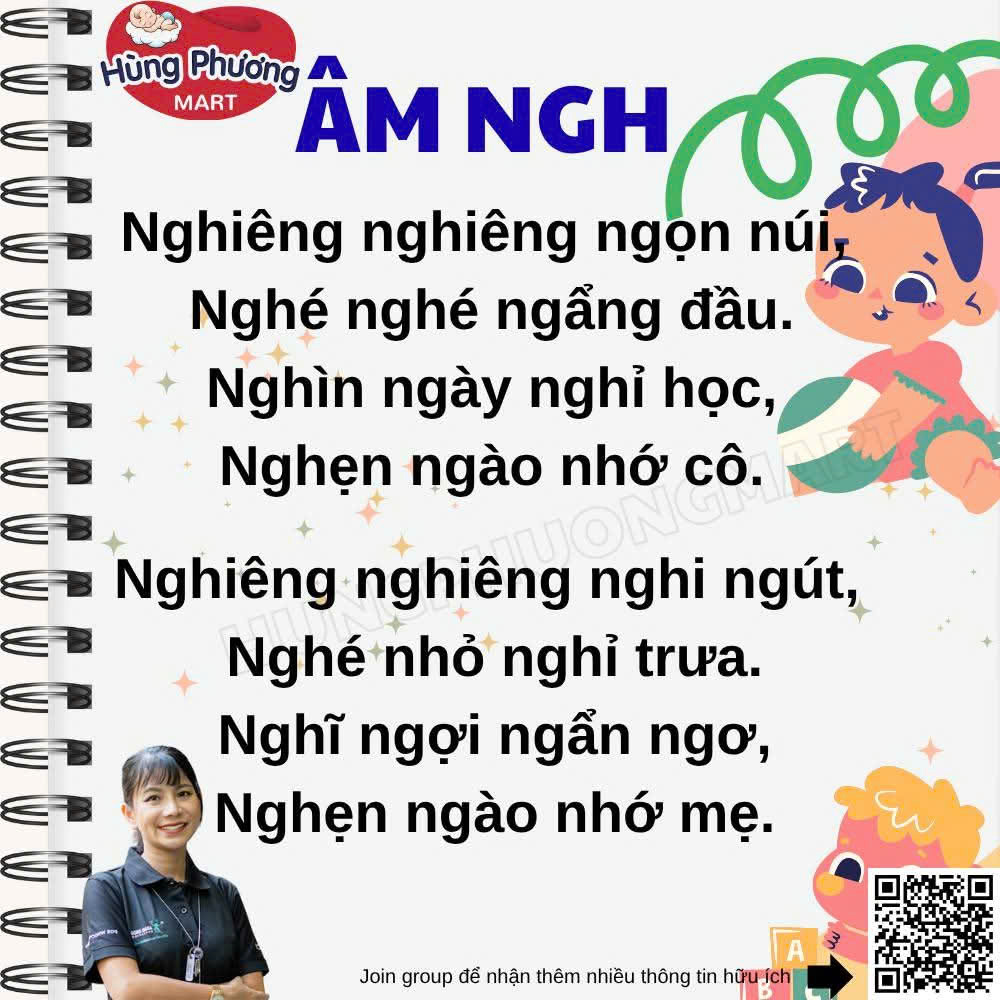 Hùng Phương
MART
ÂM NGH
Nghiêng nghiêng ngọn núi,
Nghé nghé ngẩng đầu.
Nghìn ngày nghỉ học,
Nghẹn ngào nhớ cô.
HUNGPHUONGMART
Nghiêng nghiêng nghi ngút,
Nghé nhỏ nghỉ trưa.
Nghĩ ngợi ngẩn ngơ,
Nghẹn ngào nhớ mẹ.
A
B C
Join group để nhận thêm nhiều thông tin hữu ích